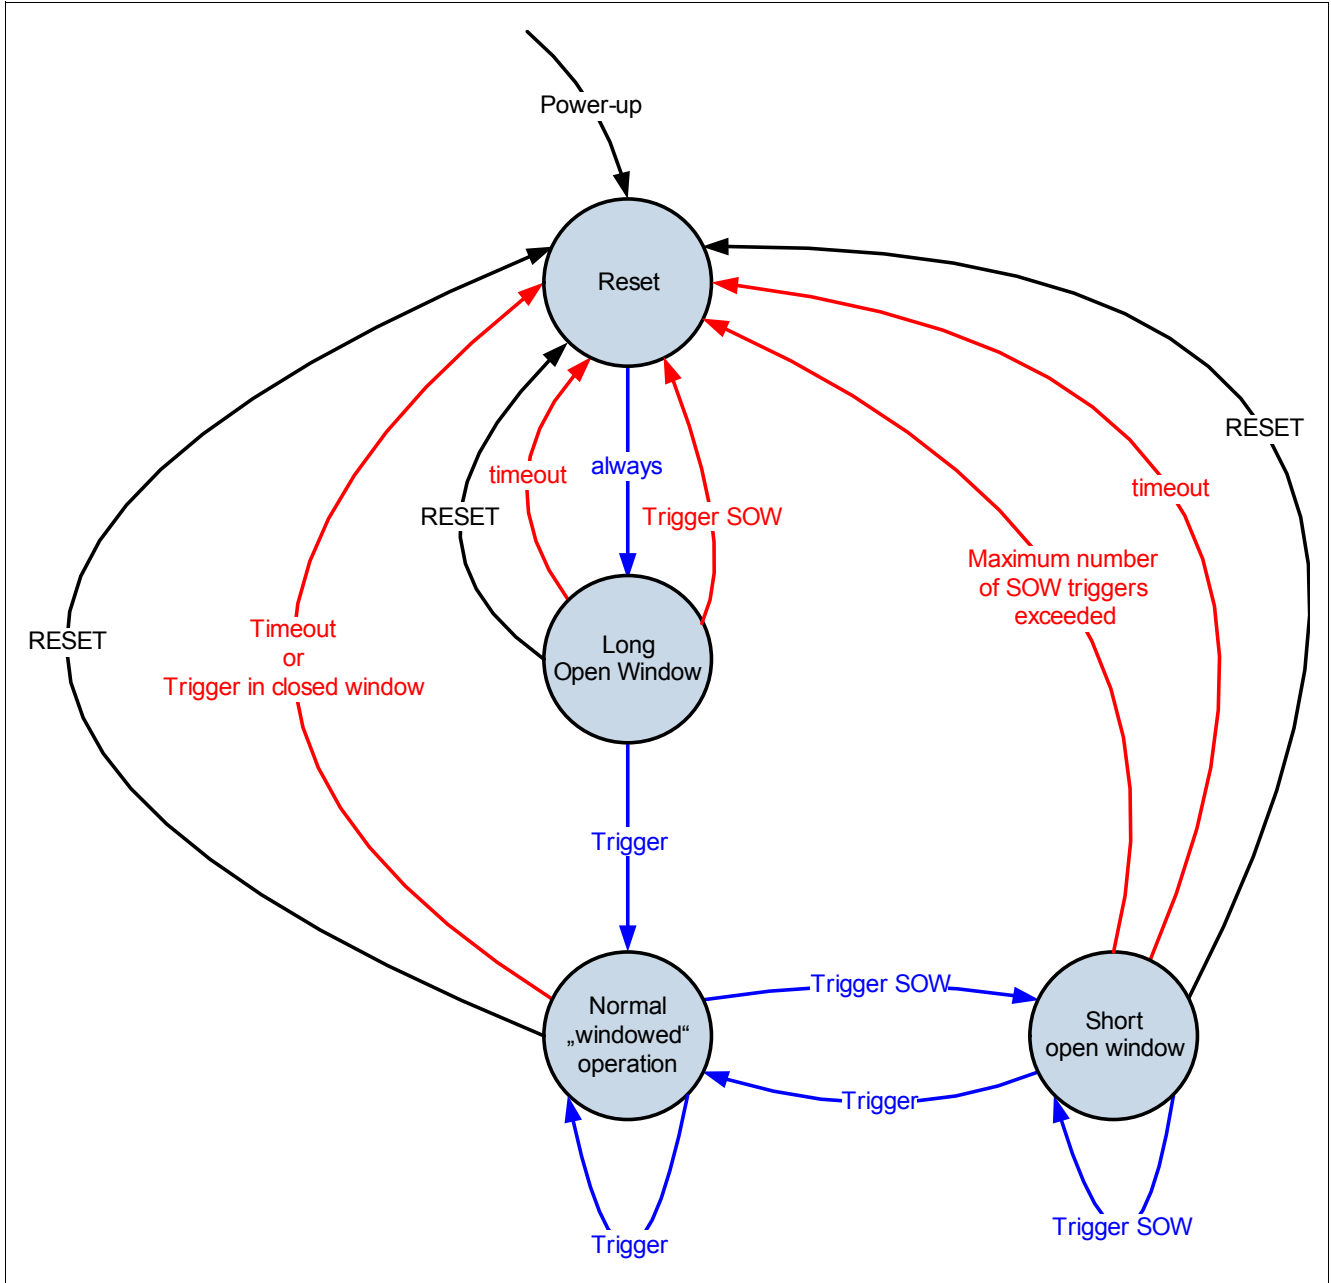 Power-up
Reset
RESET
timeout
always
timeout
RESET
Trigger SOW
Maximum number
of SOW triggers
exceeded
Timeout
or
Trigger in closed window
RESET
Long
Open Window
Trigger
Trigger SOW
Normal
„windowed“
operation
Short
open window
Trigger
Trigger
Trigger SOW